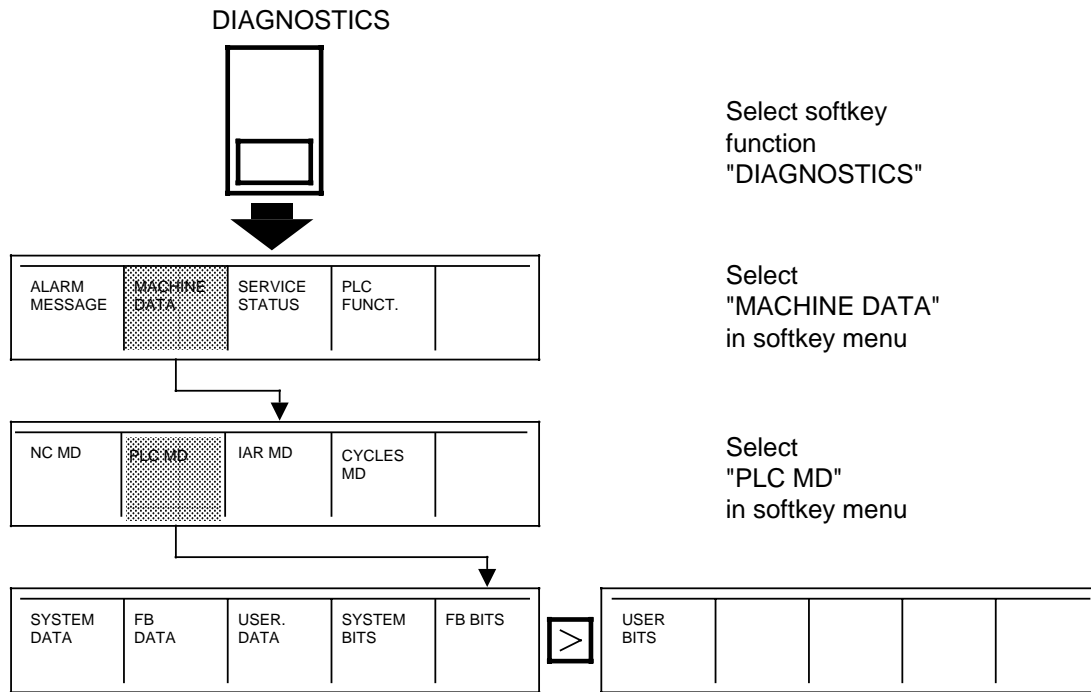 DIAGNOSTICS
Select softkey
function
"DIAGNOSTICS"
ALARM
MESSAGE
MACHINE
DATA
SERVICE
STATUS
PLC
FUNCT.
Select
"MACHINE DATA"
in softkey menu
NC MD
PLC MD
IAR MD
CYCLES
MD
Select
"PLC MD"
in softkey menu
SYSTEM
DATA
FB
DATA
USER.
DATA
SYSTEM
BITS
FB BITS
>
USER
BITS